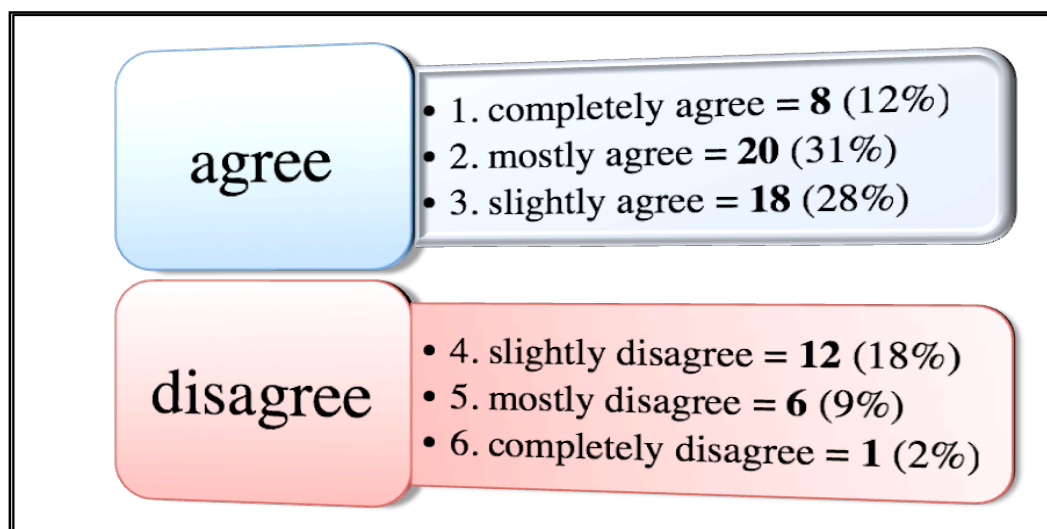 agree
• 1. completely agree = 8 (12%)
• 2. mostly agree = 20 (31%)
• 3. slightly agree = 18 (28%)
disagree
• 4. slightly disagree = 12 (18%)
• 5. mostly disagree = 6 (9%)
• 6. completely disagree = 1 (2%)